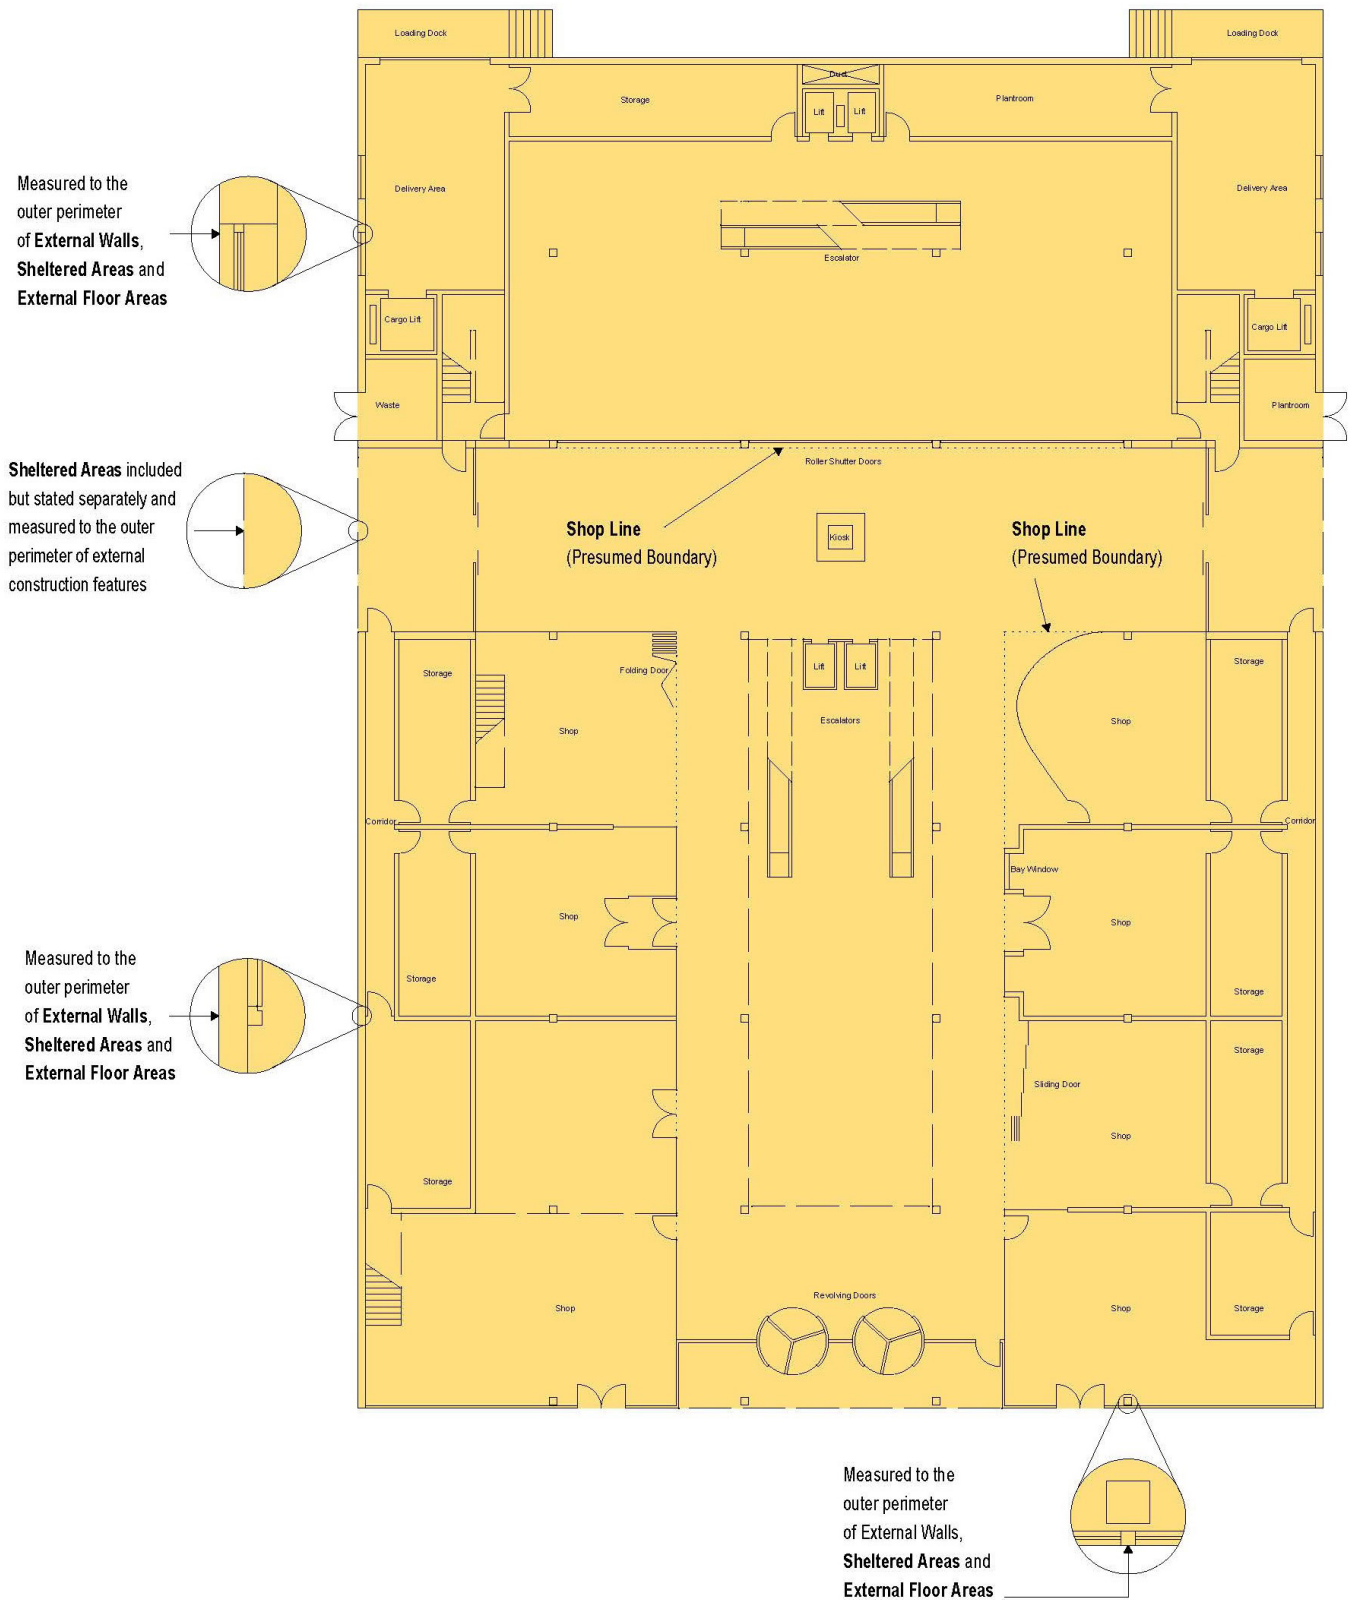 Loading Dock
Loading Dock
Duct
Storage
Lift
Lift
Plantroom
Measured to the
outer perimeter
of External Walls,
Sheltered Areas and
External Floor Areas
Delivery Area
Delivery Area
Escalator
Cargo Lift
Cargo Lift
Waste
Plantroom
Roller Shutter Doors
Sheltered Areas included
but stated separately and
measured to the outer
perimeter of external
construction features
Shop Line
(Presumed Boundary)
Kiosk
Shop Line
(Presumed Boundary)
Storage
Folding Door
Lift
Lift
Storage
Shop
Escalators
Shop
Corridor
Corridor
Bay Window
Shop
Shop
Storage
Storage
Measured to the
outer perimeter
of External Walls,
Sheltered Areas and
External Floor Areas
Storage
Sliding Door
Shop
Storage
Revolving Doors
Shop
Shop
Storage
Measured to the
outer perimeter
of External Walls,
Sheltered Areas and
External Floor Areas